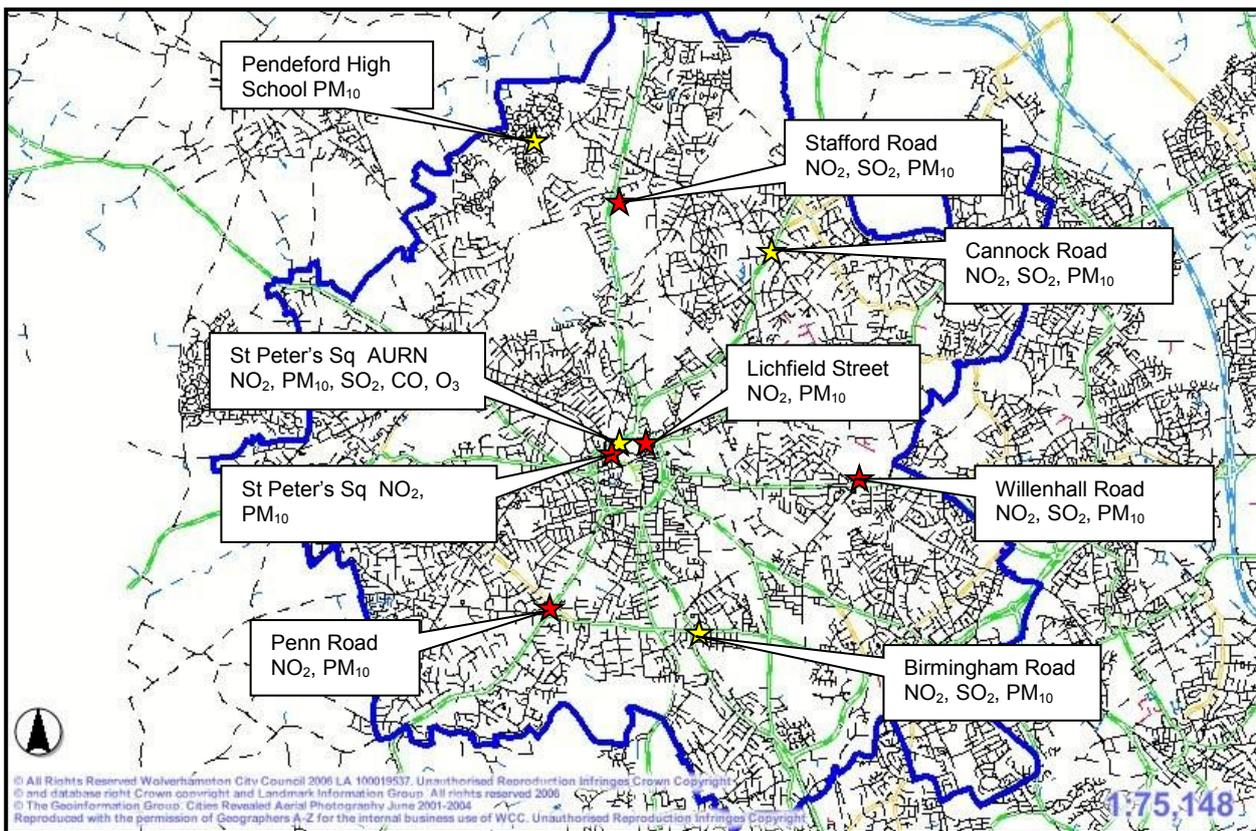 Pendeford High
School PM₁₀
Stafford Road
NO₂, SO₂, PM₁₀
Cannock Road
NO₂, SO₂, PM₁₀
St Peter’s Sq AURN
NO₂, PM₁₀, SO₂, CO, O₃
Lichfield Street
NO₂, PM₁₀
St Peter’s Sq NO₂,
PM₁₀
Willenhall Road
NO₂, SO₂, PM₁₀
Penn Road
NO₂, PM₁₀
Birmingham Road
NO₂, SO₂, PM₁₀
© All Rights Reserved Wolverhampton City Council 2006 LA 100019537. Unauthorised Reproduction Infringes Crown Copyright
© and database right Crown copyright and Landmark Information Group. All rights reserved 2006
© The Geoinformation Group. Cities Revealed Aerial Photography June 2001-2004
Reproduced with the permission of Geographers A-Z for the internal business use of WCC. Unauthorised Reproduction Infringes Copyright
1:75,148